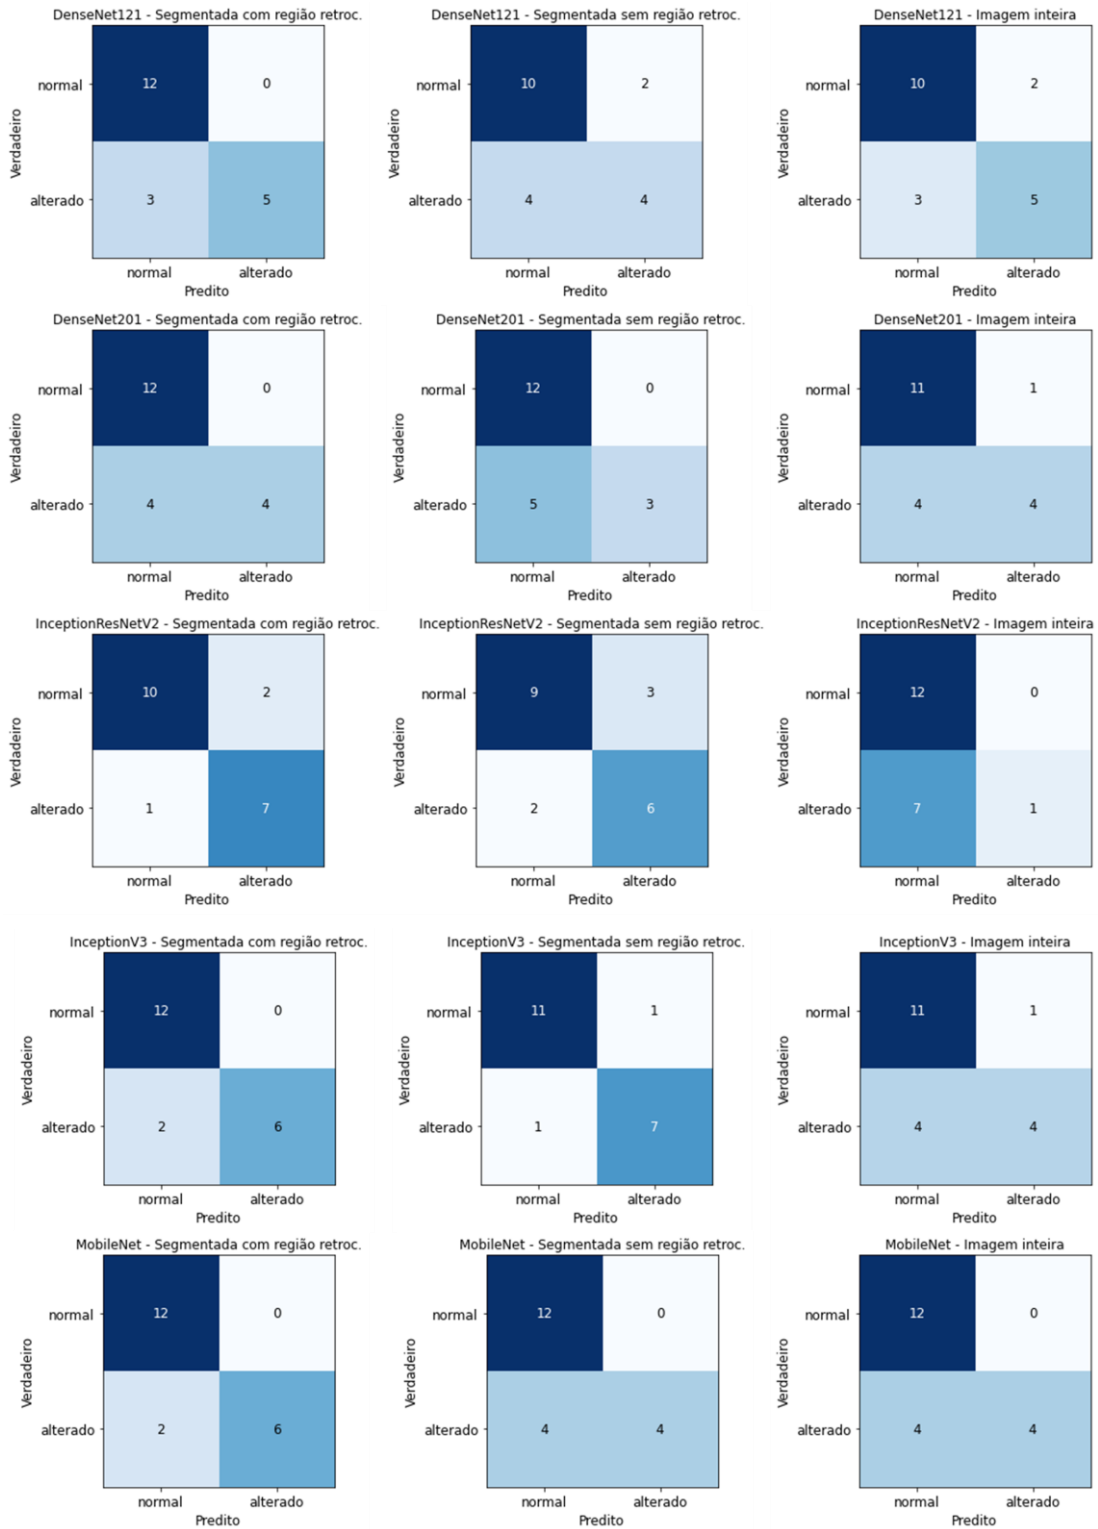 DenseNet121 - Segmentada com região retroc.
normal
12
0
Verdadeiro
alterado
3
5
normal alterado
Predito
DenseNet121 - Segmentada sem região retroc.
normal
10
2
Verdadeiro
alterado
4
4
normal alterado
Predito
DenseNet121 - Imagem inteira
normal
10
2
Verdadeiro
alterado
3
5
normal alterado
Predito
DenseNet201 - Segmentada com região retroc.
normal
12
0
Verdadeiro
alterado
4
4
normal alterado
Predito
DenseNet201 - Segmentada sem região retroc.
normal
12
0
Verdadeiro
alterado
5
3
normal alterado
Predito
DenseNet201 - Imagem inteira
normal
11
1
Verdadeiro
alterado
4
4
normal alterado
Predito
InceptionResNetV2 - Segmentada com região retroc.
normal
10
2
Verdadeiro
alterado
1
7
normal alterado
Predito
InceptionResNetV2 - Segmentada sem região retroc.
normal
9
3
Verdadeiro
alterado
2
6
normal alterado
Predito
InceptionResNetV2 - Imagem inteira
normal
12
0
Verdadeiro
alterado
7
1
normal alterado
Predito
InceptionV3 - Segmentada com região retroc.
normal
12
0
Verdadeiro
alterado
2
6
normal alterado
Predito
InceptionV3 - Segmentada sem região retroc.
normal
11
1
Verdadeiro
alterado
1
7
normal alterado
Predito
InceptionV3 - Imagem inteira
normal
11
1
Verdadeiro
alterado
4
4
normal alterado
Predito
MobileNet - Segmentada com região retroc.
normal
12
0
Verdadeiro
alterado
2
6
normal alterado
Predito
MobileNet - Segmentada sem região retroc.
normal
12
0
Verdadeiro
alterado
4
4
normal alterado
Predito
MobileNet - Imagem inteira
normal
12
0
Verdadeiro
alterado
4
4
normal alterado
Predito